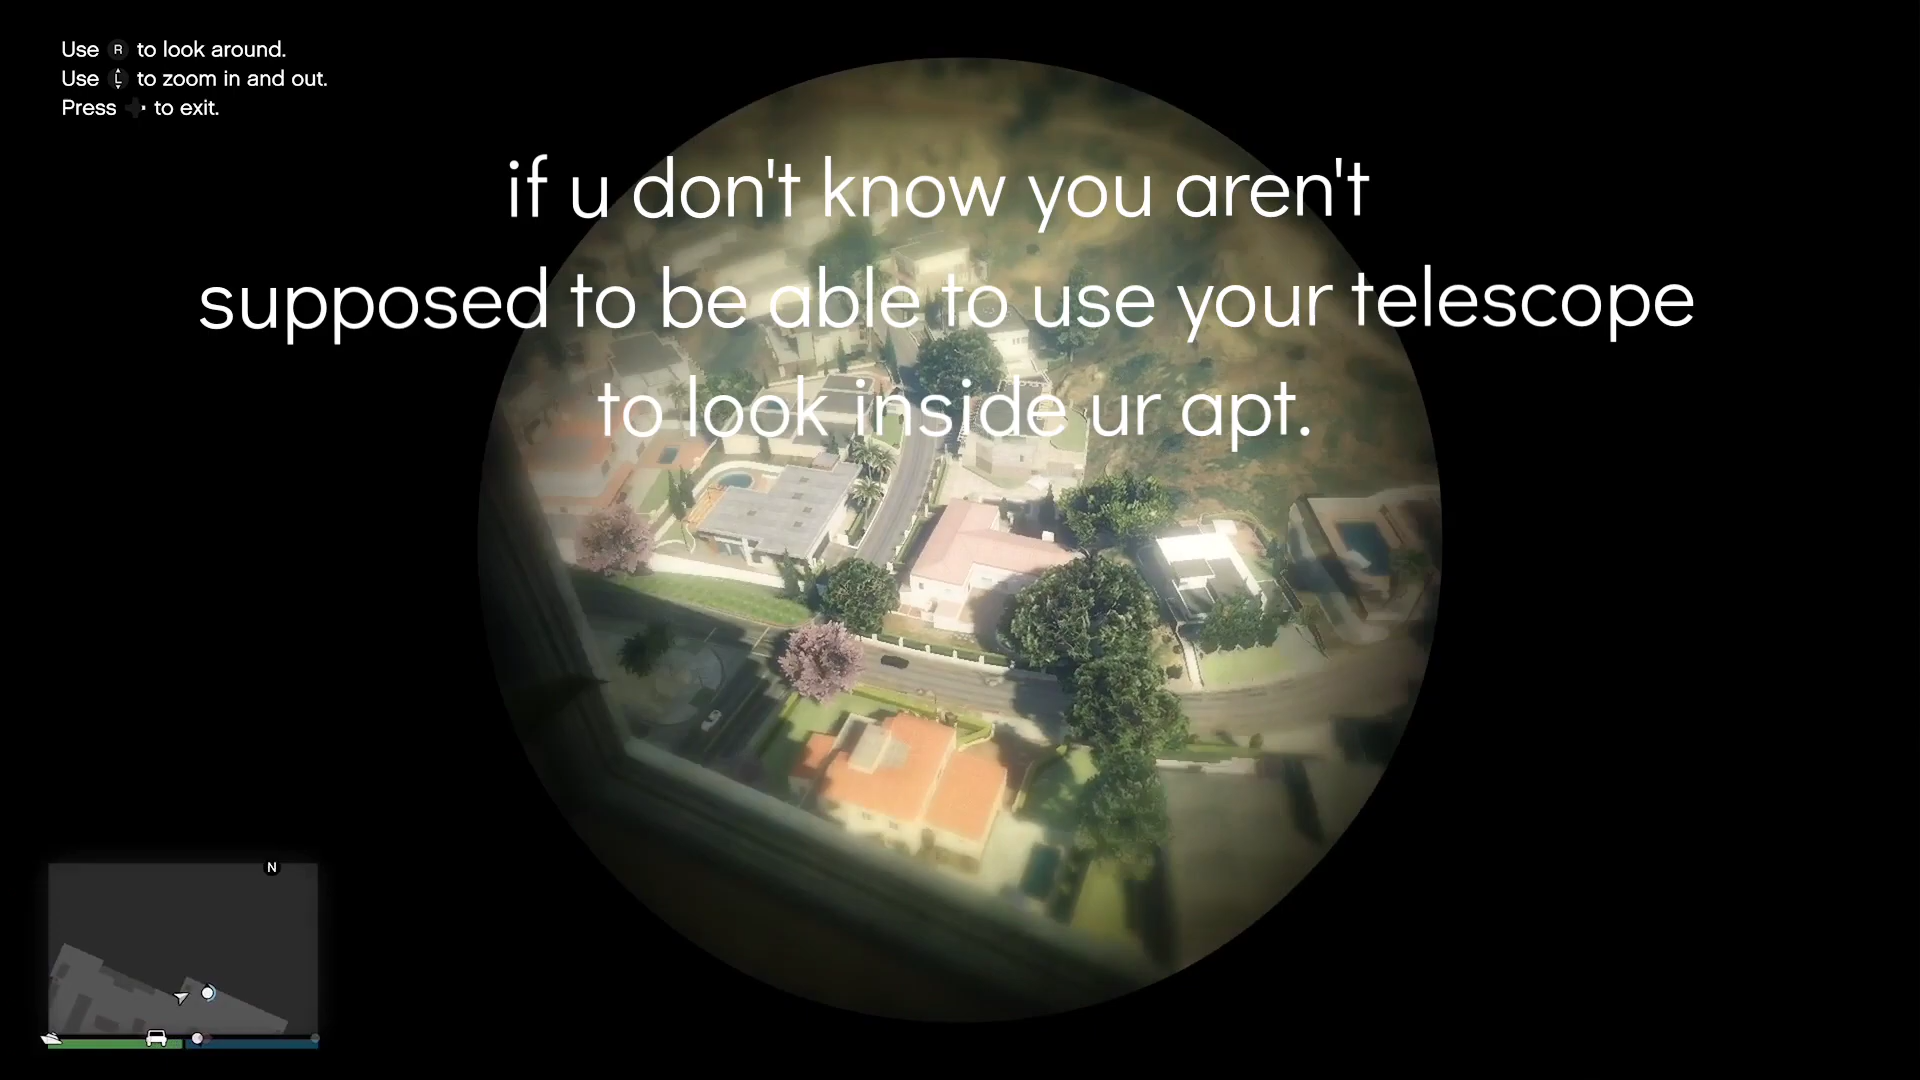 Use R to look around.
Use L to zoom in and out.
Press to exit.
if u don't know you aren't
supposed to be able to use your telescope
to look inside ur apt.
N